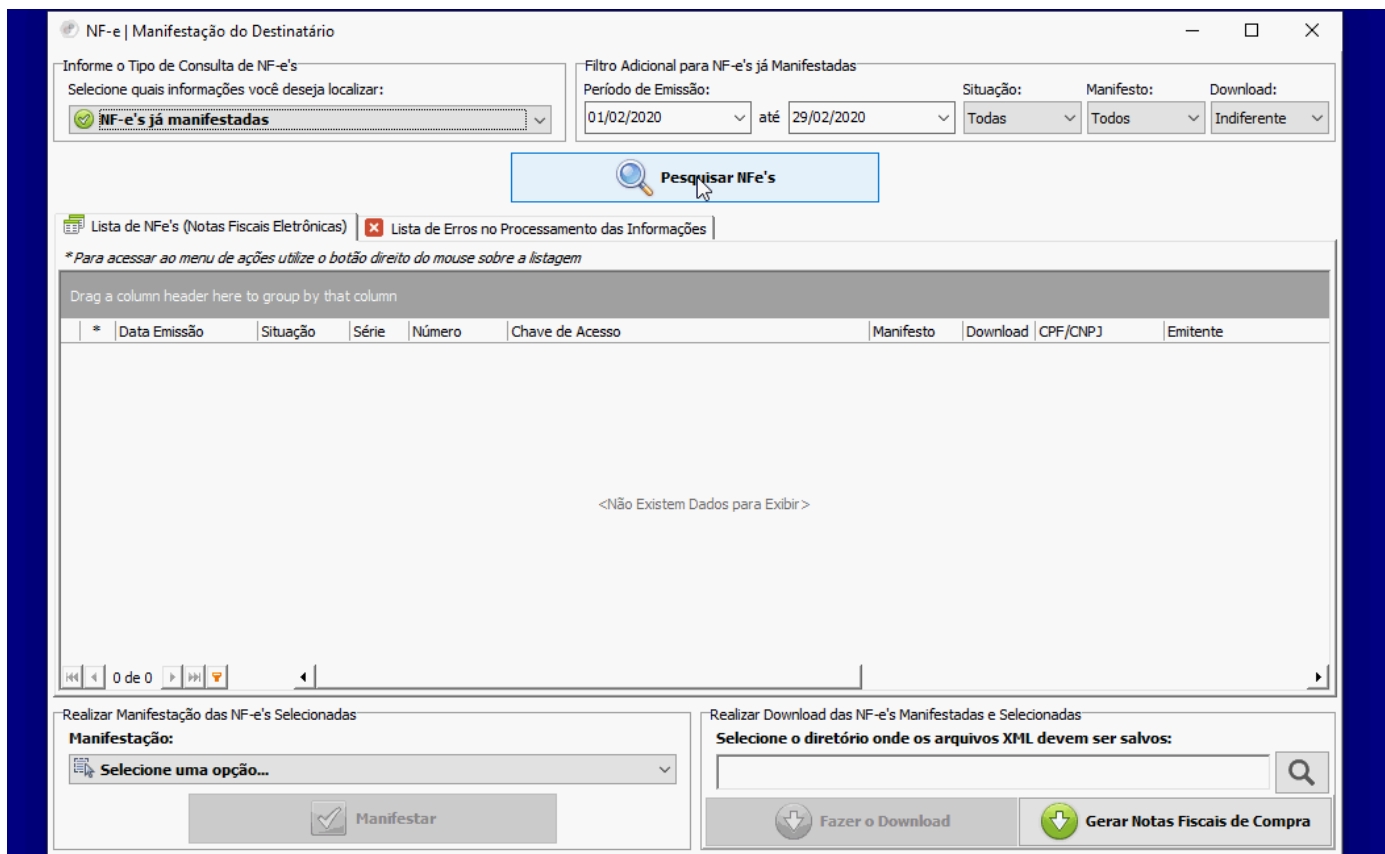 NF-e | Manifestação do Destinatário
Informe o Tipo de Consulta de NF-e's
Selecione quais informações você deseja localizar:
NF-e's já manifestadas
Filtro Adicional para NF-e's já Manifestadas
Período de Emissão: Situação: Manifesto: Download:
01/02/2020 até 29/02/2020 Todas Todos Indiferente
Pesquisar NFe's
Lista de NFe's (Notas Fiscais Eletrônicas) Lista de Erros no Processamento das Informações
*Para acessar ao menu de ações utilize o botão direito do mouse sobre a listagem
Drag a column header here to group by that column
* Data Emissão Situação Série Número Chave de Acesso Manifesto Download CPF/CNPJ Emitente
<Não Existem Dados para Exibir>
0 de 0
Realizar Manifestação das NF-e's Selecionadas
Manifestação:
Selecione uma opção...
Manifestar
Realizar Download das NF-e's Manifestadas e Selecionadas
Selecione o diretório onde os arquivos XML devem ser salvos:
Fazer o Download Gerar Notas Fiscais de Compra